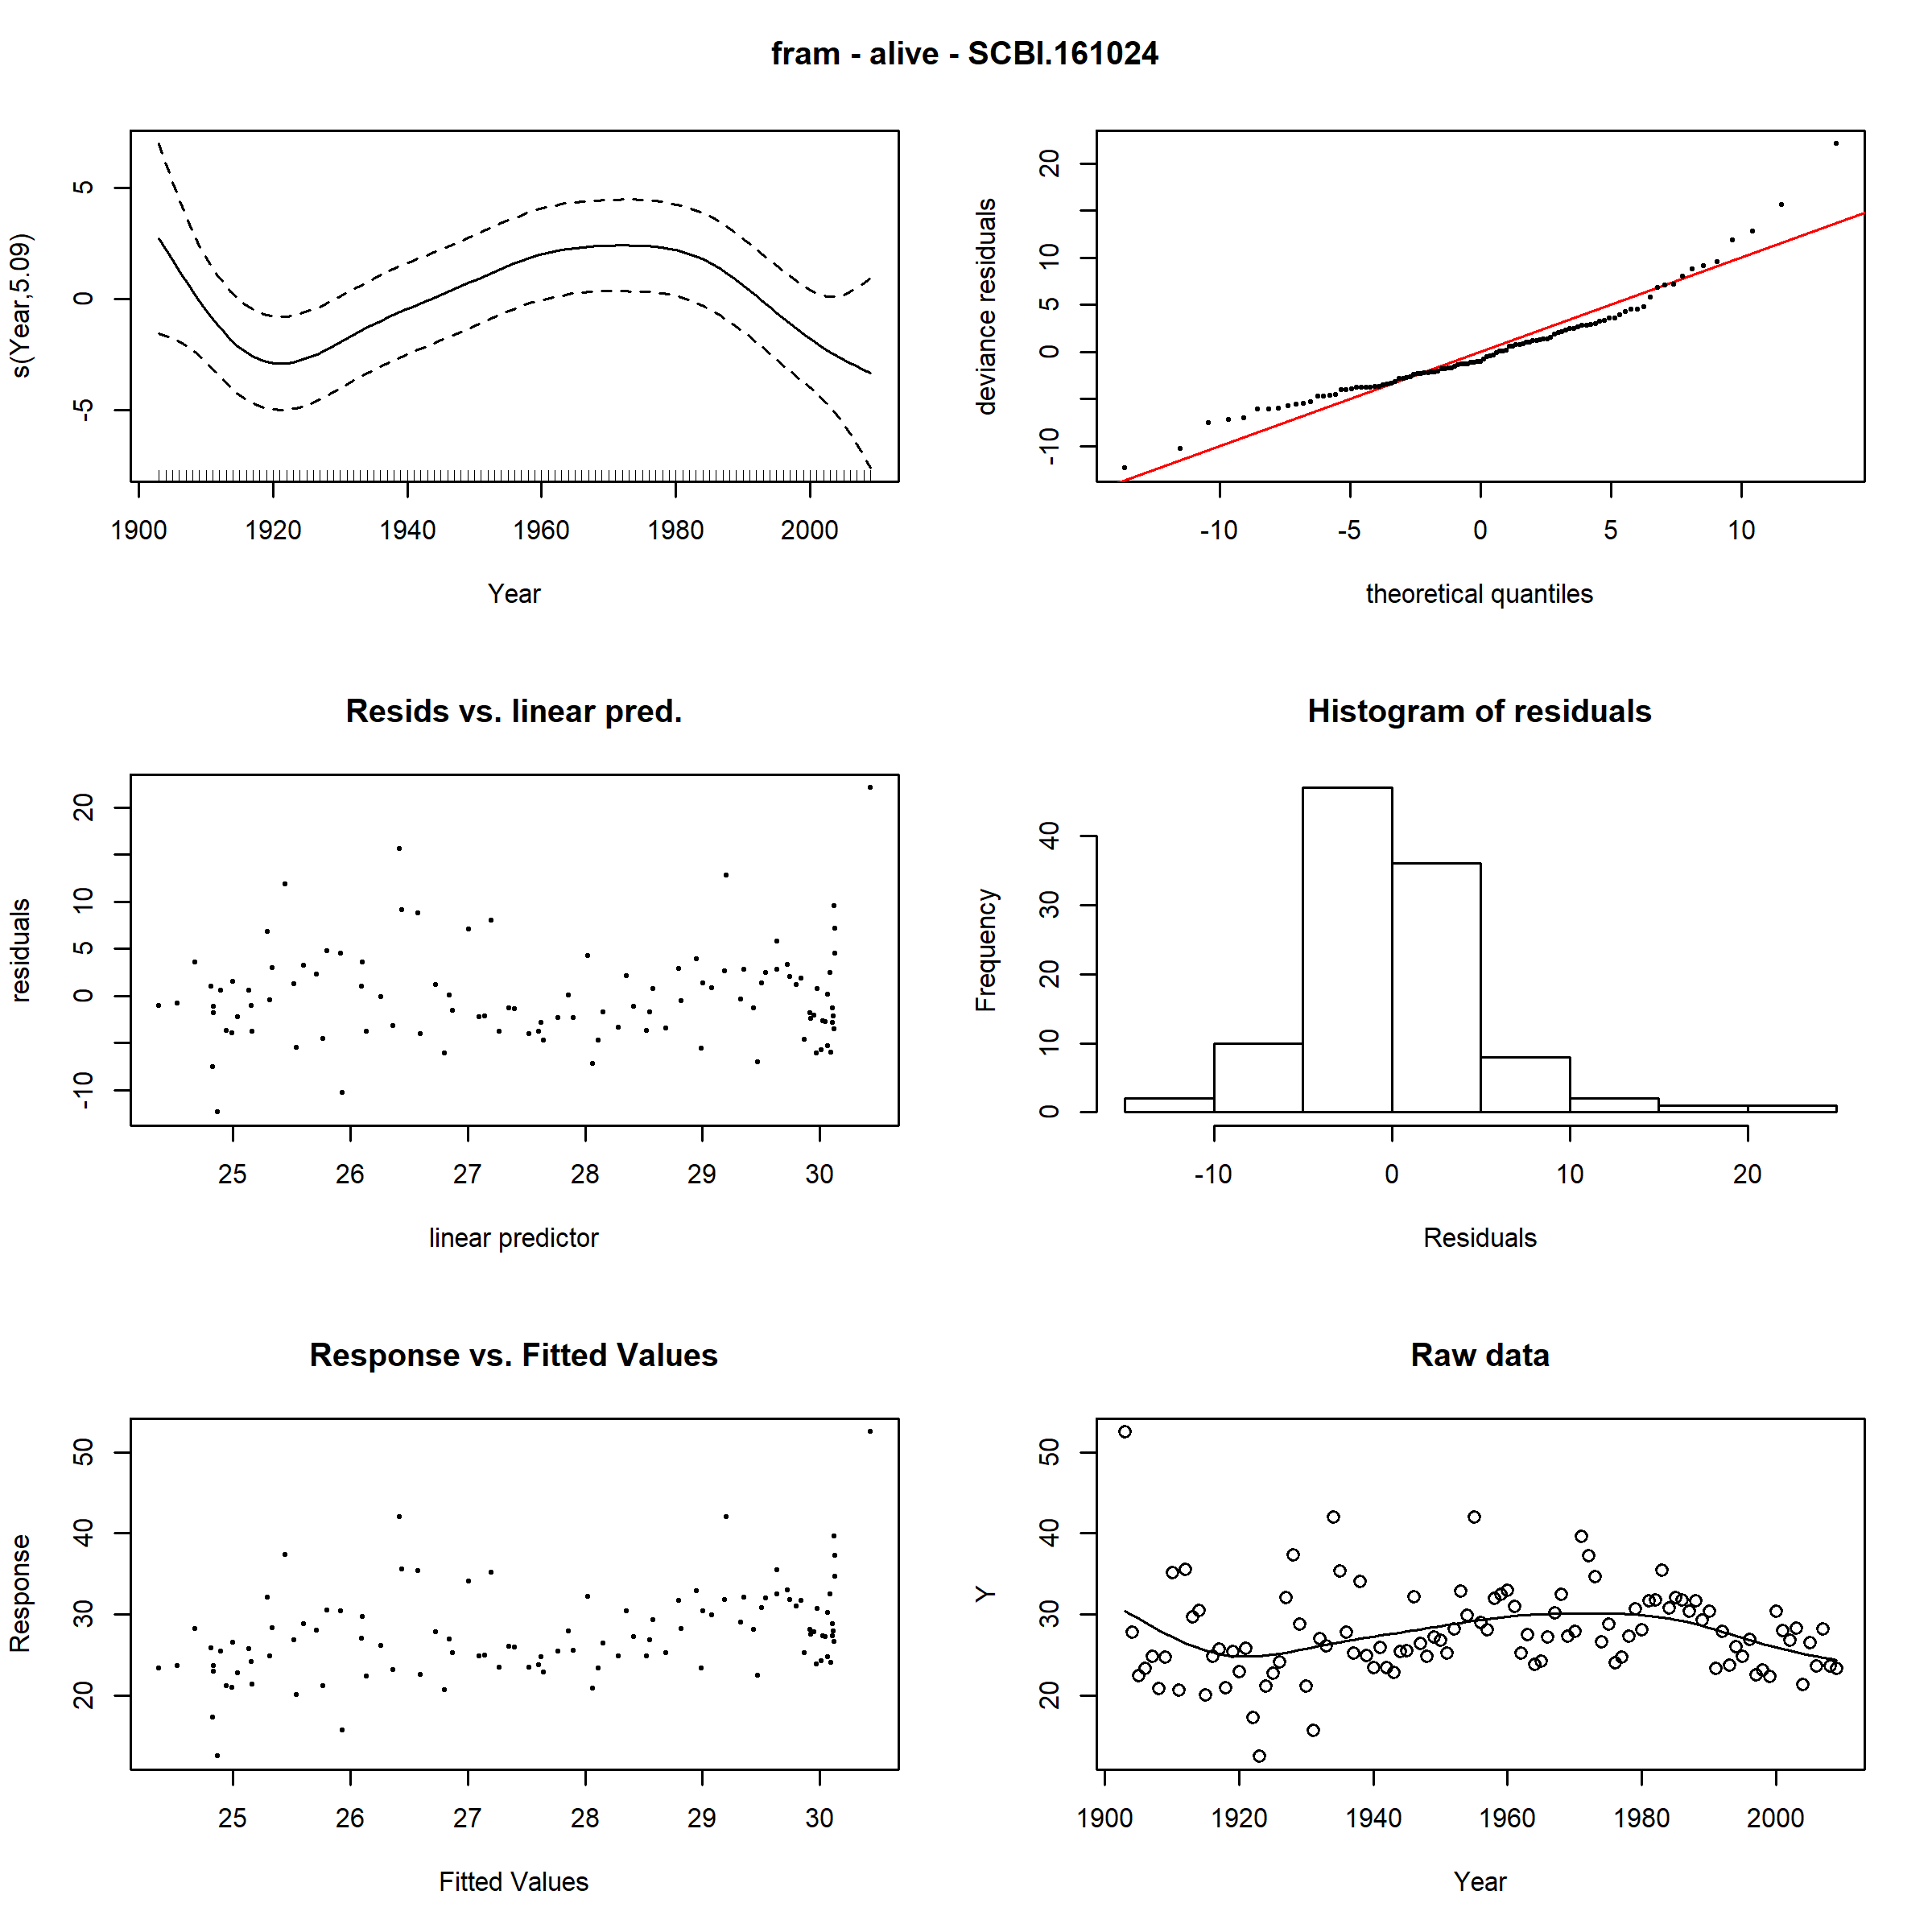 fram - alive - SCBI.161024
s(Year,5.09)
5
0
-5
1900 1920 1940 1960 1980 2000
Year
deviance residuals
20
10
5
0
-10
-10 -5 0 5 10
theoretical quantiles
Resids vs. linear pred.
residuals
20
10
5
0
-10
25 26 27 28 29 30
linear predictor
Histogram of residuals
Frequency
40
30
20
10
0
-10 0 10 20
Residuals
Response vs. Fitted Values
Response
50
40
30
20
25 26 27 28 29 30
Fitted Values
Raw data
Y
50
40
30
20
1900 1920 1940 1960 1980 2000
Year